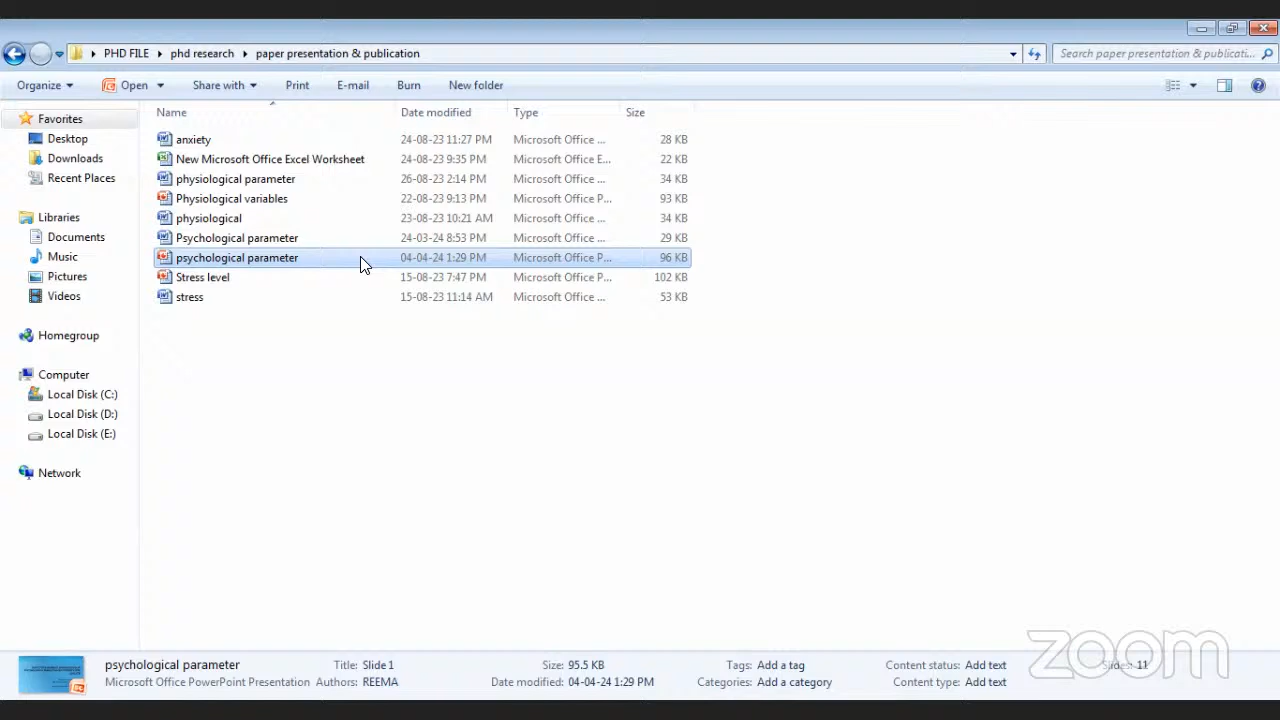 PHD FILE phd research paper presentation & publication Search paper presentation & publicati...
Organize Open Share with Print E-mail Burn New folder
Name Date modified Type Size
Favorites
Desktop
Downloads
Recent Places
Libraries
Documents
Music
Pictures
Videos
Homegroup
Computer
Local Disk (C:)
Local Disk (D:)
Local Disk (E:)
Network
anxiety 24-08-23 11:27 PM Microsoft Office ... 28 KB
New Microsoft Office Excel Worksheet 24-08-23 9:35 PM Microsoft Office E... 22 KB
physiological parameter 26-08-23 2:14 PM Microsoft Office ... 34 KB
Physiological variables 22-08-23 9:13 PM Microsoft Office P... 93 KB
physiological 23-08-23 10:21 AM Microsoft Office ... 34 KB
Psychological parameter 24-03-24 8:53 PM Microsoft Office ... 29 KB
psychological parameter 04-04-24 1:29 PM Microsoft Office P... 96 KB
Stress level 15-08-23 7:47 PM Microsoft Office P... 102 KB
stress 15-08-23 11:14 AM Microsoft Office ... 53 KB
psychological parameter Title: Slide 1 Size: 95.5 KB Tags: Add a tag Content status: Add text Slides: 11
Microsoft Office PowerPoint Presentation Authors: REEMA Date modified: 04-04-24 1:29 PM Categories: Add a category Content type: Add text
zoom